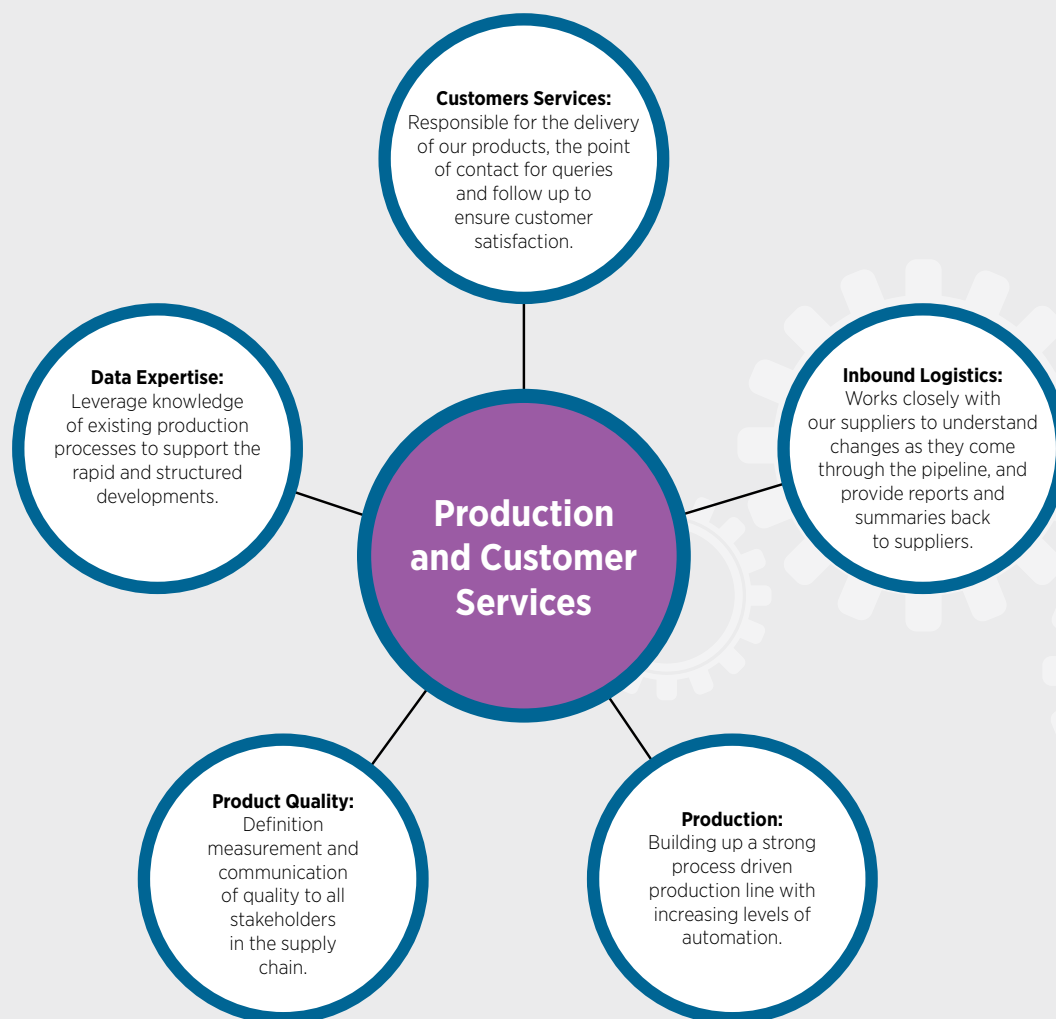 Customers Services:
Responsible for the delivery
of our products, the point
of contact for queries
and follow up to
ensure customer
satisfaction.
Data Expertise:
Leverage knowledge
of existing production
processes to support the
rapid and structured
developments.
Inbound Logistics:
Works closely with
our suppliers to understand
changes as they come
through the pipeline, and
provide reports and
summaries back
to suppliers.
Production
and Customer
Services
Product Quality:
Definition
measurement and
communication
of quality to all
stakeholders
in the supply
chain.
Production:
Building up a strong
process driven
production line with
increasing levels of
automation.